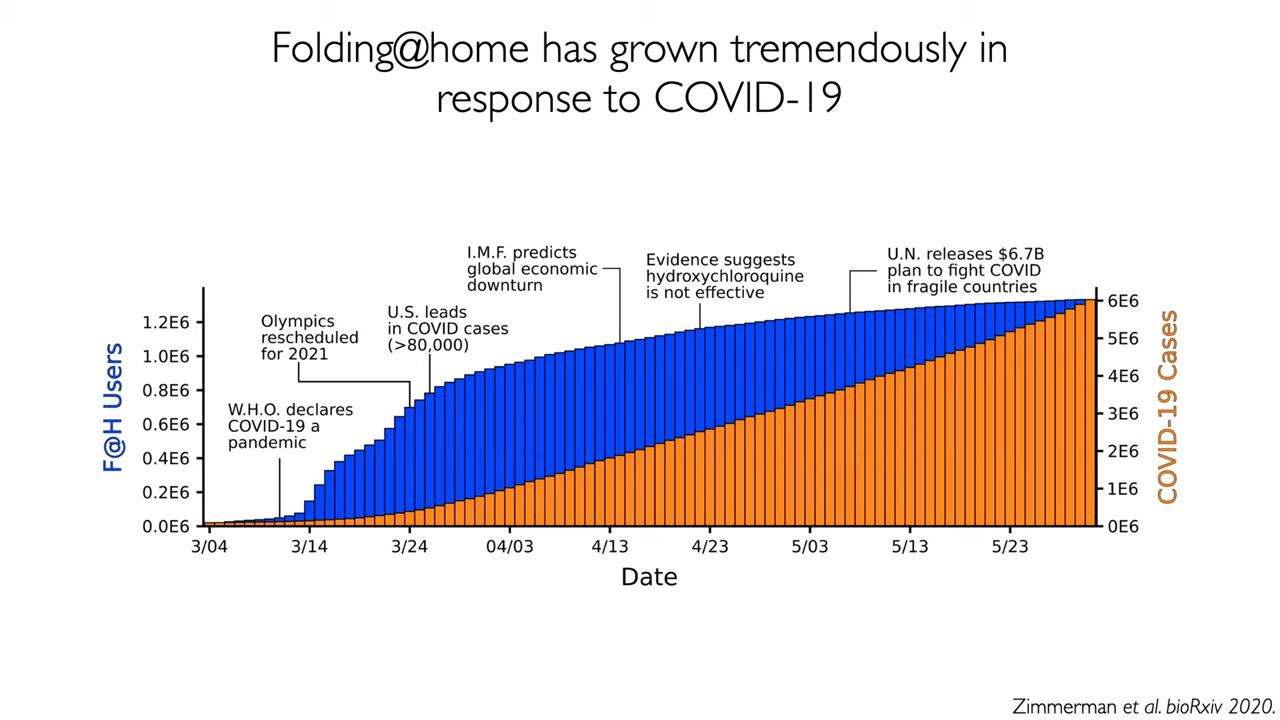 Folding@home has grown tremendously in
response to COVID-19
I.M.F. predicts
global economic
downturn
Evidence suggests
hydroxychloroquine
is not effective
U.N. releases $6.7B
plan to fight COVID
in fragile countries
U.S. leads
in COVID cases
(>80,000)
Olympics
rescheduled
for 2021
W.H.O. declares
COVID-19 a
pandemic
F@H Users
1.2E6
1.0E6
0.8E6
0.6E6
0.4E6
0.2E6
0.0E6
6E6
5E6
4E6
3E6
2E6
1E6
0E6
COVID-19 Cases
3/04 3/14 3/24 04/03 4/13 4/23 5/03 5/13 5/23
Date
Zimmerman et al. bioRxiv 2020.